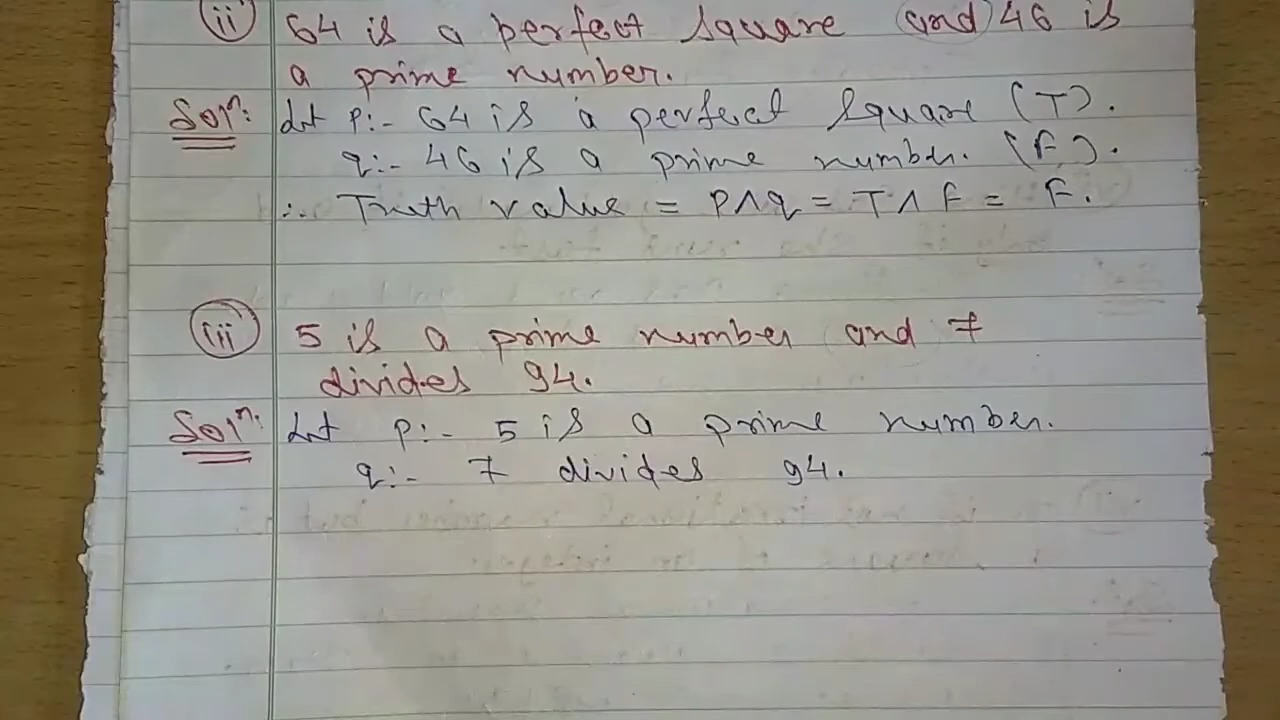 (ii) 64 is a perfect square and 46 is
a prime number.
Solⁿ: Let p:- 64 is a perfect square (T).
q:- 46 is a prime number. (F).
∴ Truth value = p∧q = T∧F = F.
(iii) 5 is a prime number and 7
divides 94.
Solⁿ: Let p:- 5 is a prime number.
q:- 7 divides 94.